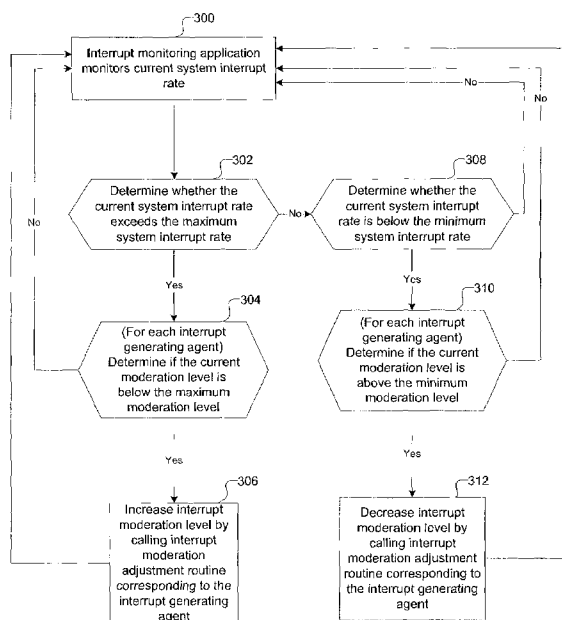 300
Interrupt monitoring application
monitors current system interrupt
rate
No
No
302
308
Determine whether the
current system interrupt rate
exceeds the maximum
system interrupt rate
No
No
Determine whether the
current system interrupt
rate is below the minimum
system interrupt rate
Yes
Yes
304
310
(For each interrupt
generating agent)
Determine if the current
moderation level is
below the maximum
moderation level
(For each interrupt
generating agent)
Determine if the current
moderation level is
above the minimum
moderation level
Yes
Yes
306
312
Increase interrupt
moderation level by
calling interrupt
moderation
adjustment routine
corresponding to the
interrupt generating
agent
Decrease interrupt
moderation level by
calling interrupt
moderation adjustment
routine corresponding to
the interrupt generating
agent